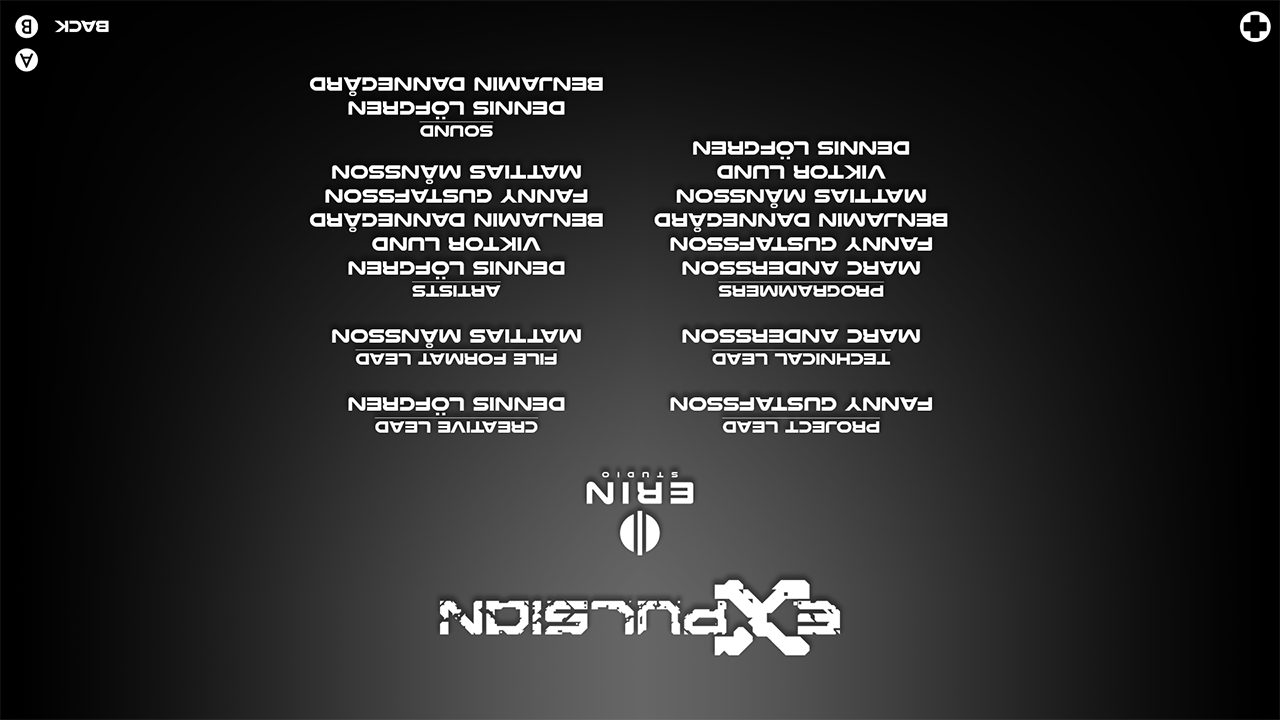 EXPULSION
ERIN
STUDIO
PROJECT LEAD
FANNY GUSTAFSSON
TECHNICAL LEAD
MARC ANDERSSON
PROGRAMMERS
MARC ANDERSSON
FANNY GUSTAFSSON
BENJAMIN DANNEGÅRD
MATTIAS MÅNSSON
VIKTOR LUND
DENNIS LÖFGREN
CREATIVE LEAD
DENNIS LÖFGREN
FILE FORMAT LEAD
MATTIAS MÅNSSON
ARTISTS
DENNIS LÖFGREN
VIKTOR LUND
BENJAMIN DANNEGÅRD
FANNY GUSTAFSSON
MATTIAS MÅNSSON
SOUND
DENNIS LÖFGREN
BENJAMIN DANNEGÅRD
A
BACK B